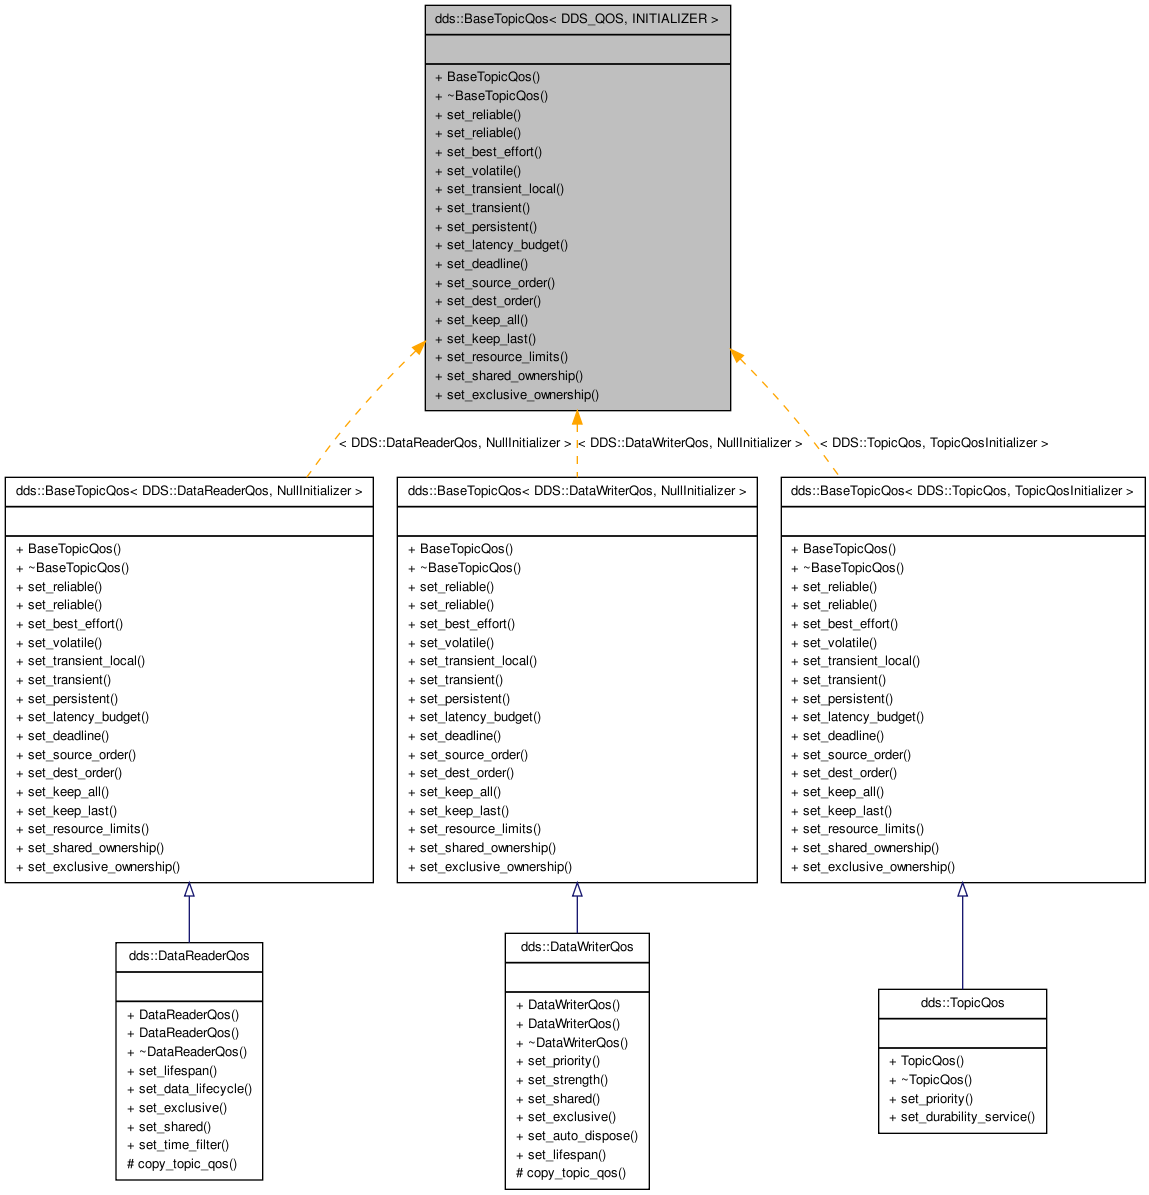 dds::BaseTopicQos< DDS_QOS, INITIALIZER >
+ BaseTopicQos()
+ ~BaseTopicQos()
+ set_reliable()
+ set_reliable()
+ set_best_effort()
+ set_volatile()
+ set_transient_local()
+ set_transient()
+ set_persistent()
+ set_latency_budget()
+ set_deadline()
+ set_source_order()
+ set_dest_order()
+ set_keep_all()
+ set_keep_last()
+ set_resource_limits()
+ set_shared_ownership()
+ set_exclusive_ownership()
< DDS::DataReaderQos, NullInitializer >
< DDS::DataWriterQos, NullInitializer >
< DDS::TopicQos, TopicQosInitializer >
dds::BaseTopicQos< DDS::DataReaderQos, NullInitializer >
+ BaseTopicQos()
+ ~BaseTopicQos()
+ set_reliable()
+ set_reliable()
+ set_best_effort()
+ set_volatile()
+ set_transient_local()
+ set_transient()
+ set_persistent()
+ set_latency_budget()
+ set_deadline()
+ set_source_order()
+ set_dest_order()
+ set_keep_all()
+ set_keep_last()
+ set_resource_limits()
+ set_shared_ownership()
+ set_exclusive_ownership()
dds::BaseTopicQos< DDS::DataWriterQos, NullInitializer >
+ BaseTopicQos()
+ ~BaseTopicQos()
+ set_reliable()
+ set_reliable()
+ set_best_effort()
+ set_volatile()
+ set_transient_local()
+ set_transient()
+ set_persistent()
+ set_latency_budget()
+ set_deadline()
+ set_source_order()
+ set_dest_order()
+ set_keep_all()
+ set_keep_last()
+ set_resource_limits()
+ set_shared_ownership()
+ set_exclusive_ownership()
dds::BaseTopicQos< DDS::TopicQos, TopicQosInitializer >
+ BaseTopicQos()
+ ~BaseTopicQos()
+ set_reliable()
+ set_reliable()
+ set_best_effort()
+ set_volatile()
+ set_transient_local()
+ set_transient()
+ set_persistent()
+ set_latency_budget()
+ set_deadline()
+ set_source_order()
+ set_dest_order()
+ set_keep_all()
+ set_keep_last()
+ set_resource_limits()
+ set_shared_ownership()
+ set_exclusive_ownership()
dds::DataReaderQos
+ DataReaderQos()
+ DataReaderQos()
+ ~DataReaderQos()
+ set_lifespan()
+ set_data_lifecycle()
+ set_exclusive()
+ set_shared()
+ set_time_filter()
# copy_topic_qos()
dds::DataWriterQos
+ DataWriterQos()
+ DataWriterQos()
+ ~DataWriterQos()
+ set_priority()
+ set_strength()
+ set_shared()
+ set_exclusive()
+ set_auto_dispose()
+ set_lifespan()
# copy_topic_qos()
dds::TopicQos
+ TopicQos()
+ ~TopicQos()
+ set_priority()
+ set_durability_service()